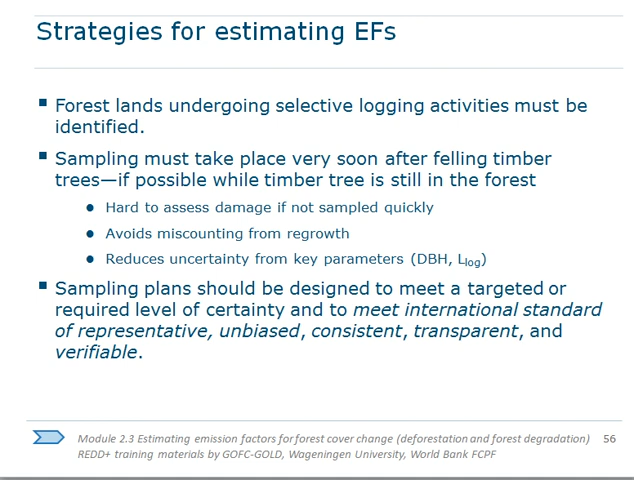 Strategies for estimating EFs
■ Forest lands undergoing selective logging activities must be
identified.
■ Sampling must take place very soon after felling timber
trees—if possible while timber tree is still in the forest
● Hard to assess damage if not sampled quickly
● Avoids miscounting from regrowth
● Reduces uncertainty from key parameters (DBH, Llog)
■ Sampling plans should be designed to meet a targeted or
required level of certainty and to meet international standard
of representative, unbiased, consistent, transparent, and
verifiable.
Module 2.3 Estimating emission factors for forest cover change (deforestation and forest degradation) 56
REDD+ training materials by GOFC-GOLD, Wageningen University, World Bank FCPF